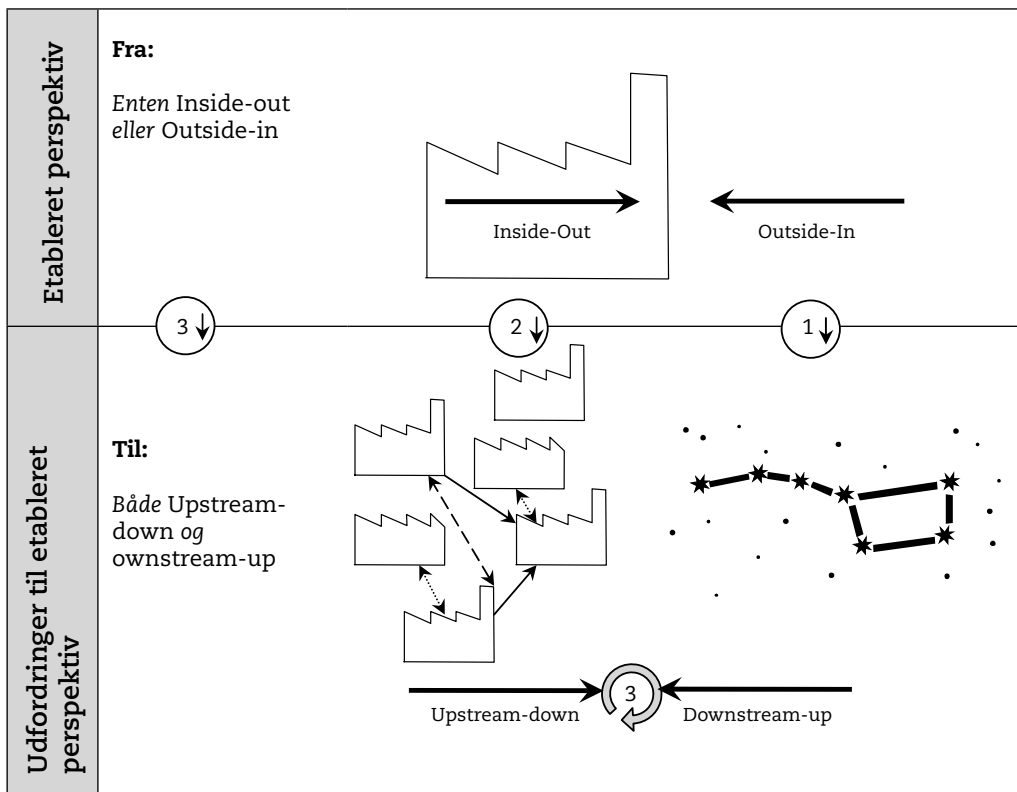 Etableret perspektiv
Fra:
Enten Inside-out
eller Outside-in
Inside-Out
Outside-In
3
2
1
Udfordringer til etableret
perspektiv
Til:
Både Upstream-
down og
ownstream-up
3
Upstream-down
Downstream-up